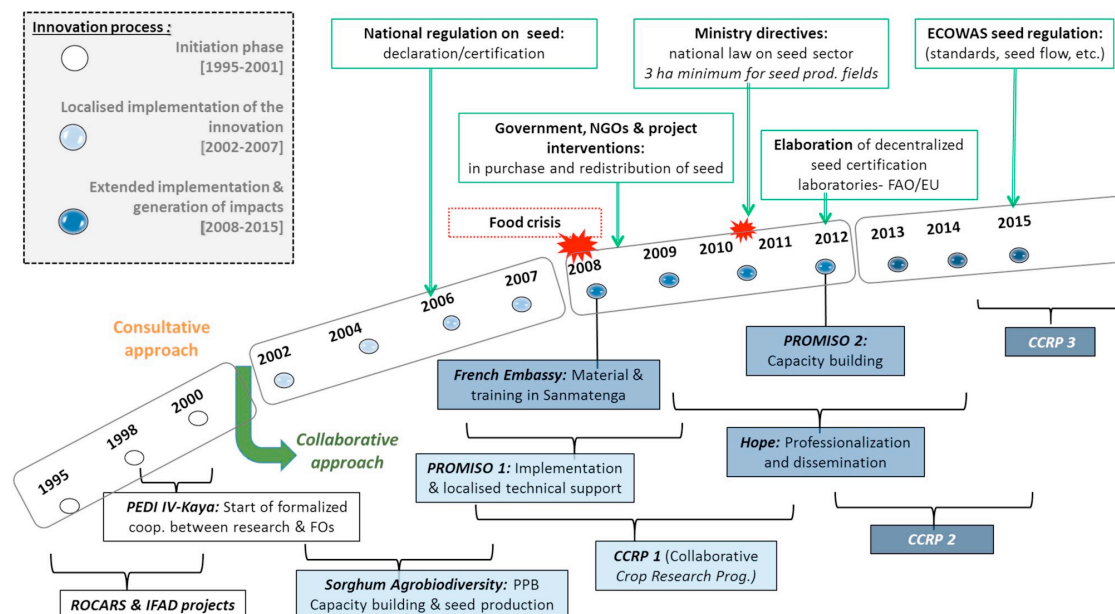 Innovation process :
Initiation phase
[1995-2001]
Localised implementation of the
innovation
[2002-2007]
Extended implementation &
generation of impacts
[2008-2015]
National regulation on seed:
declaration/certification
Ministry directives:
national law on seed sector
3 ha minimum for seed prod. fields
ECOWAS seed regulation:
(standards, seed flow, etc.)
Government, NGOs & project
interventions:
in purchase and redistribution of seed
Elaboration of decentralized
seed certification
laboratories- FAO/EU
Food crisis
1995
1998
2000
2002
2004
2006
2007
2008
2009
2010
2011
2012
2013
2014
2015
Consultative
approach
Collaborative
approach
French Embassy: Material &
training in Sanmatenga
PROMISO 2:
Capacity building
CCRP 3
PROMISO 1: Implementation
& localised technical support
Hope: Professionalization
and dissemination
PEDI IV-Kaya: Start of formalized
coop. between research & FOs
CCRP 1 (Collaborative
Crop Research Prog.)
CCRP 2
ROCARS & IFAD projects
Sorghum Agrobiodiversity: PPB
Capacity building & seed production